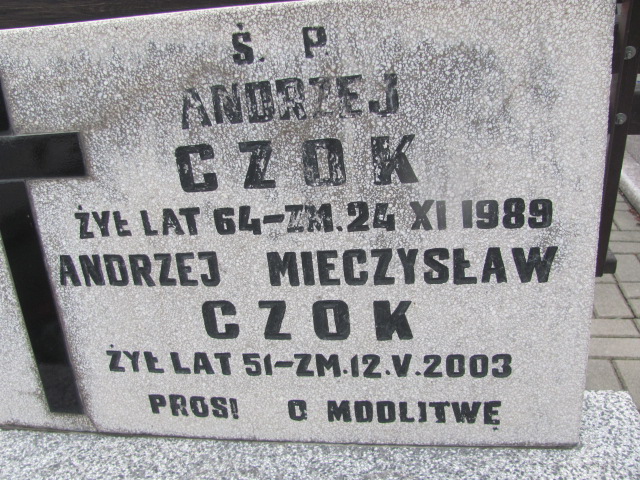 Ś. P
ANDRZEJ
CZOK
ŻYŁ LAT 64-ZM.24 XI 1989
ANDRZEJ MIECZYSŁAW
CZOK
ŻYŁ LAT 51-ZM.12.V.2003
PROSI O MODLITWĘ